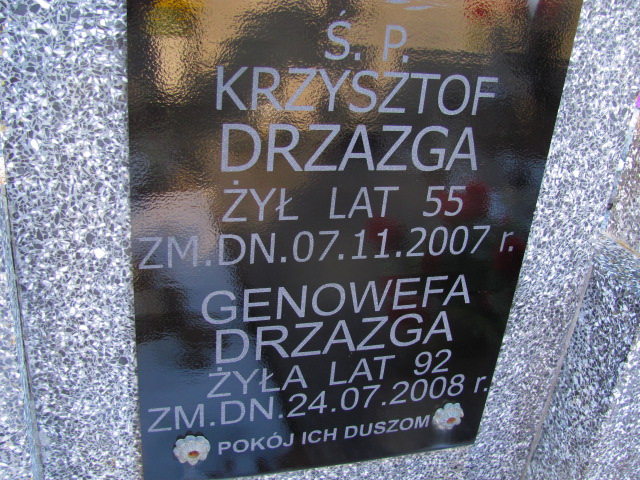 Ś. P.
KRZYSZTOF
DRZAZGA
ŻYŁ LAT 55
ZM.DN.07.11.2007 r.
GENOWEFA
DRZAZGA
ŻYŁA LAT 92
ZM.DN.24.07.2008 r.
POKÓJ ICH DUSZOM